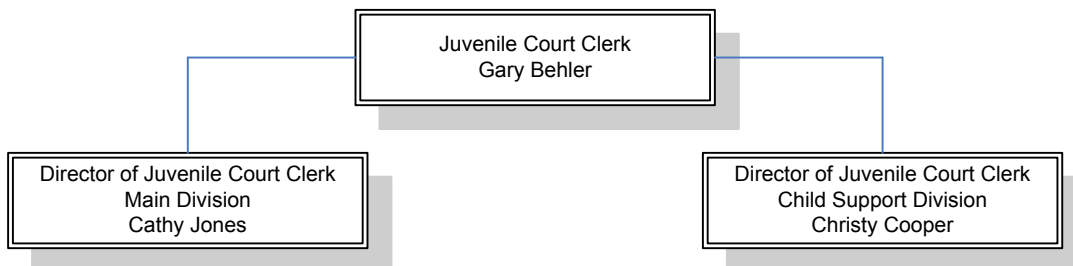 Juvenile Court Clerk
Gary Behler
Director of Juvenile Court Clerk
Main Division
Cathy Jones
Director of Juvenile Court Clerk
Child Support Division
Christy Cooper